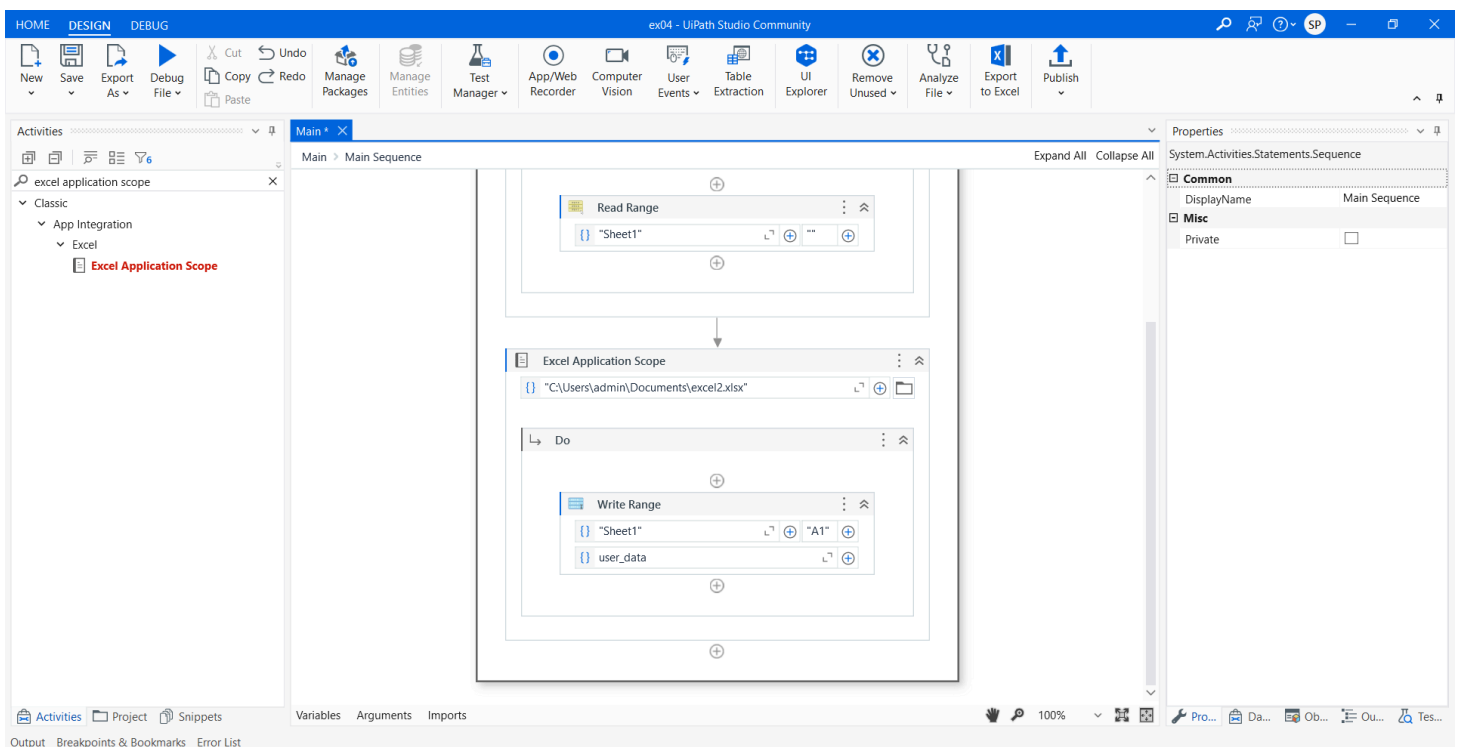 HOME DESIGN DEBUG ex04 - UiPath Studio Community SP
New Save Export As Debug File Cut Copy Paste Undo Redo Manage Packages Manage Entities Test Manager App/Web Recorder Computer Vision User Events Table Extraction UI Explorer Remove Unused Analyze File Export to Excel Publish
Activities
6
excel application scope
Classic
App Integration
Excel
Excel Application Scope
Main *
Main > Main Sequence Expand All Collapse All
Read Range
{} "Sheet1" ""
Excel Application Scope
{} "C:\Users\admin\Documents\excel2.xlsx"
Do
Write Range
{} "Sheet1" "A1"
{} user_data
Properties
System.Activities.Statements.Sequence
Common
DisplayName Main Sequence
Misc
Private
Activities Project Snippets
Variables Arguments Imports 100%
Pro... Da... Ob... Ou... Tes...
Output Breakpoints & Bookmarks Error List